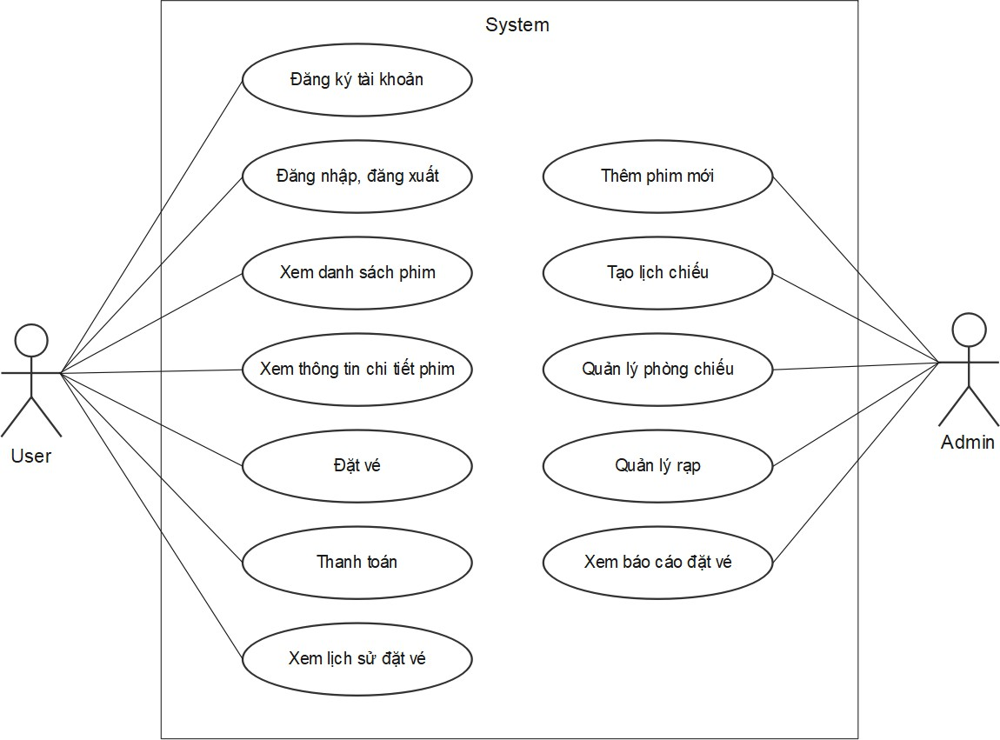 System
Đăng ký tài khoản
Đăng nhập, đăng xuất
Xem danh sách phim
Xem thông tin chi tiết phim
Đặt vé
Thanh toán
Xem lịch sử đặt vé
Thêm phim mới
Tạo lịch chiếu
Quản lý phòng chiếu
Quản lý rạp
Xem báo cáo đặt vé
User
Admin